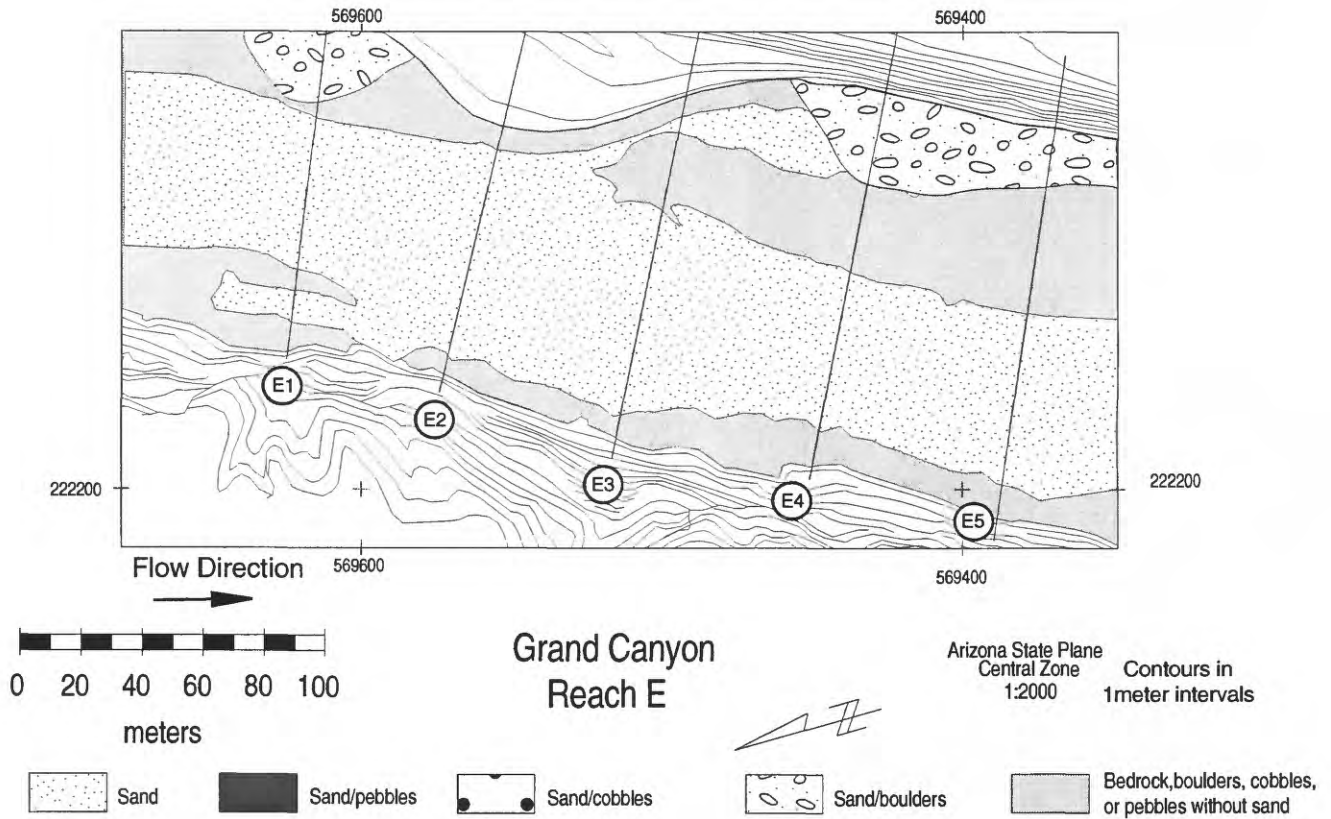 569600
569400
E1
E2
E3
E4
E5
222200
222200
569600
569400
Flow Direction
0 20 40 60 80 100
meters
Grand Canyon
Reach E
Arizona State Plane
Central Zone
1:2000
Contours in
1meter intervals
N
Sand
Sand/pebbles
Sand/cobbles
Sand/boulders
Bedrock,boulders, cobbles,
or pebbles without sand